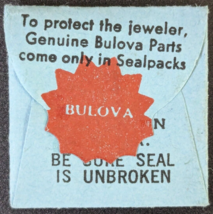 To protect the jeweler,
Genuine Bulova Parts
come only in Sealpacks
BULOVA
BE SURE SEAL
IS UNBROKEN